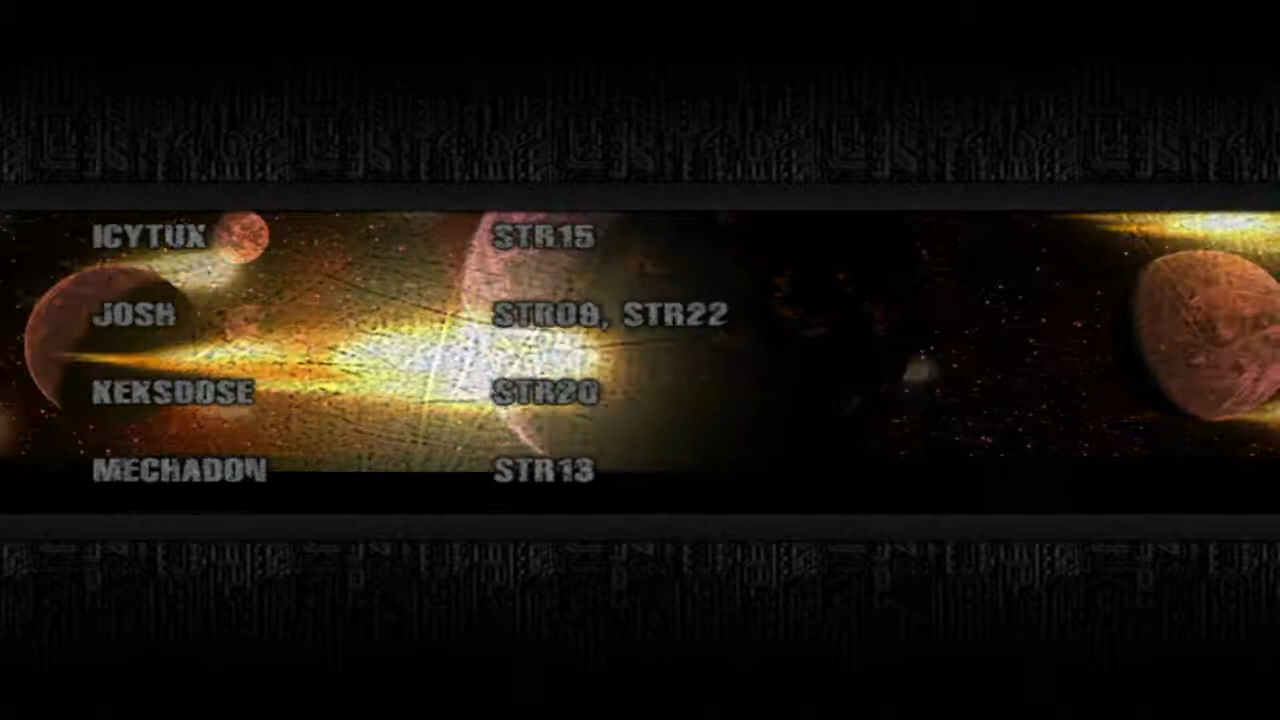 ICYTUX STR15
JOSH STR08, STR22
KEKSDOSE STR20
MECHADON STR13